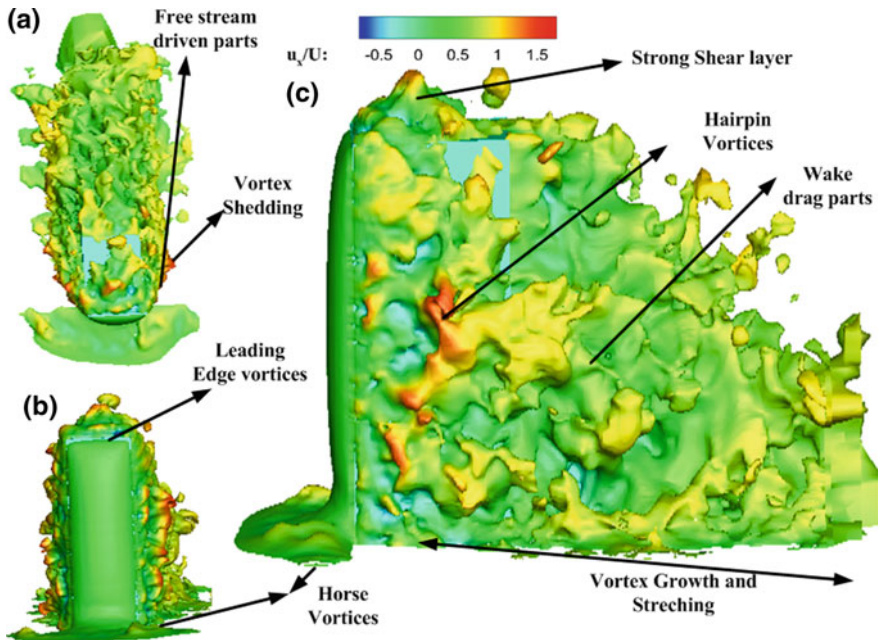 (a)
Free stream
driven parts
u_x/U: -0.5 0 0.5 1 1.5
Strong Shear layer
(c)
Hairpin
Vortices
Wake
drag parts
Vortex
Shedding
Leading
Edge vortices
(b)
Horse
Vortices
Vortex Growth and
Streching